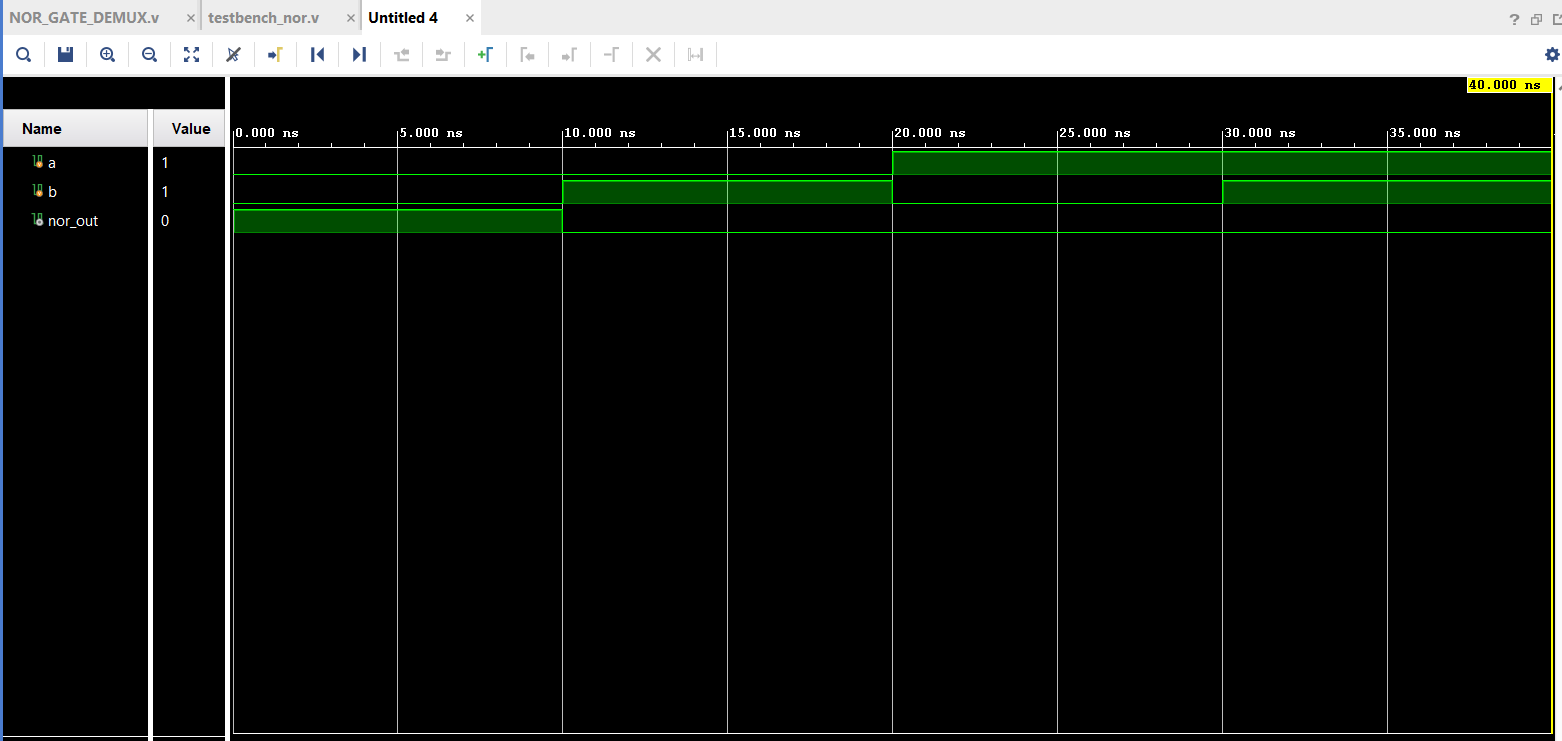 NOR_GATE_DEMUX.v × testbench_nor.v × Untitled 4 ×
?
40.000 ns
Name Value 0.000 ns 5.000 ns 10.000 ns 15.000 ns 20.000 ns 25.000 ns 30.000 ns 35.000 ns
a 1
b 1
nor_out 0